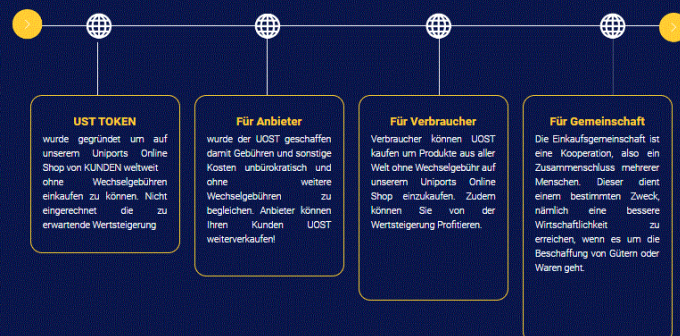 UST TOKEN
wurde gegründet um auf
unserem Uniports Online
Shop von KUNDEN weltweit
ohne Wechselgebühren
einkaufen zu können. Nicht
eingerechnet die zu
erwartende Wertsteigerung
Für Anbieter
wurde der UOST geschaffen
damit Gebühren und sonstige
Kosten unbürokratisch und
ohne weitere
Wechselgebühren zu
begleichen. Anbieter können
Ihren Kunden UOST
weiterverkaufen!
Für Verbraucher
Verbraucher können UOST
kaufen um Produkte aus aller
Welt ohne Wechselgebühr auf
unserem Uniports Online
Shop einzukaufen. Zudem
können Sie von der
Wertsteigerung Profitieren.
Für Gemeinschaft
Die Einkaufsgemeinschaft ist
eine Kooperation, also ein
Zusammenschluss mehrerer
Menschen. Dieser dient
einem bestimmten Zweck,
nämlich eine bessere
Wirtschaftlichkeit zu
erreichen, wenn es um die
Beschaffung von Gütern oder
Waren geht.